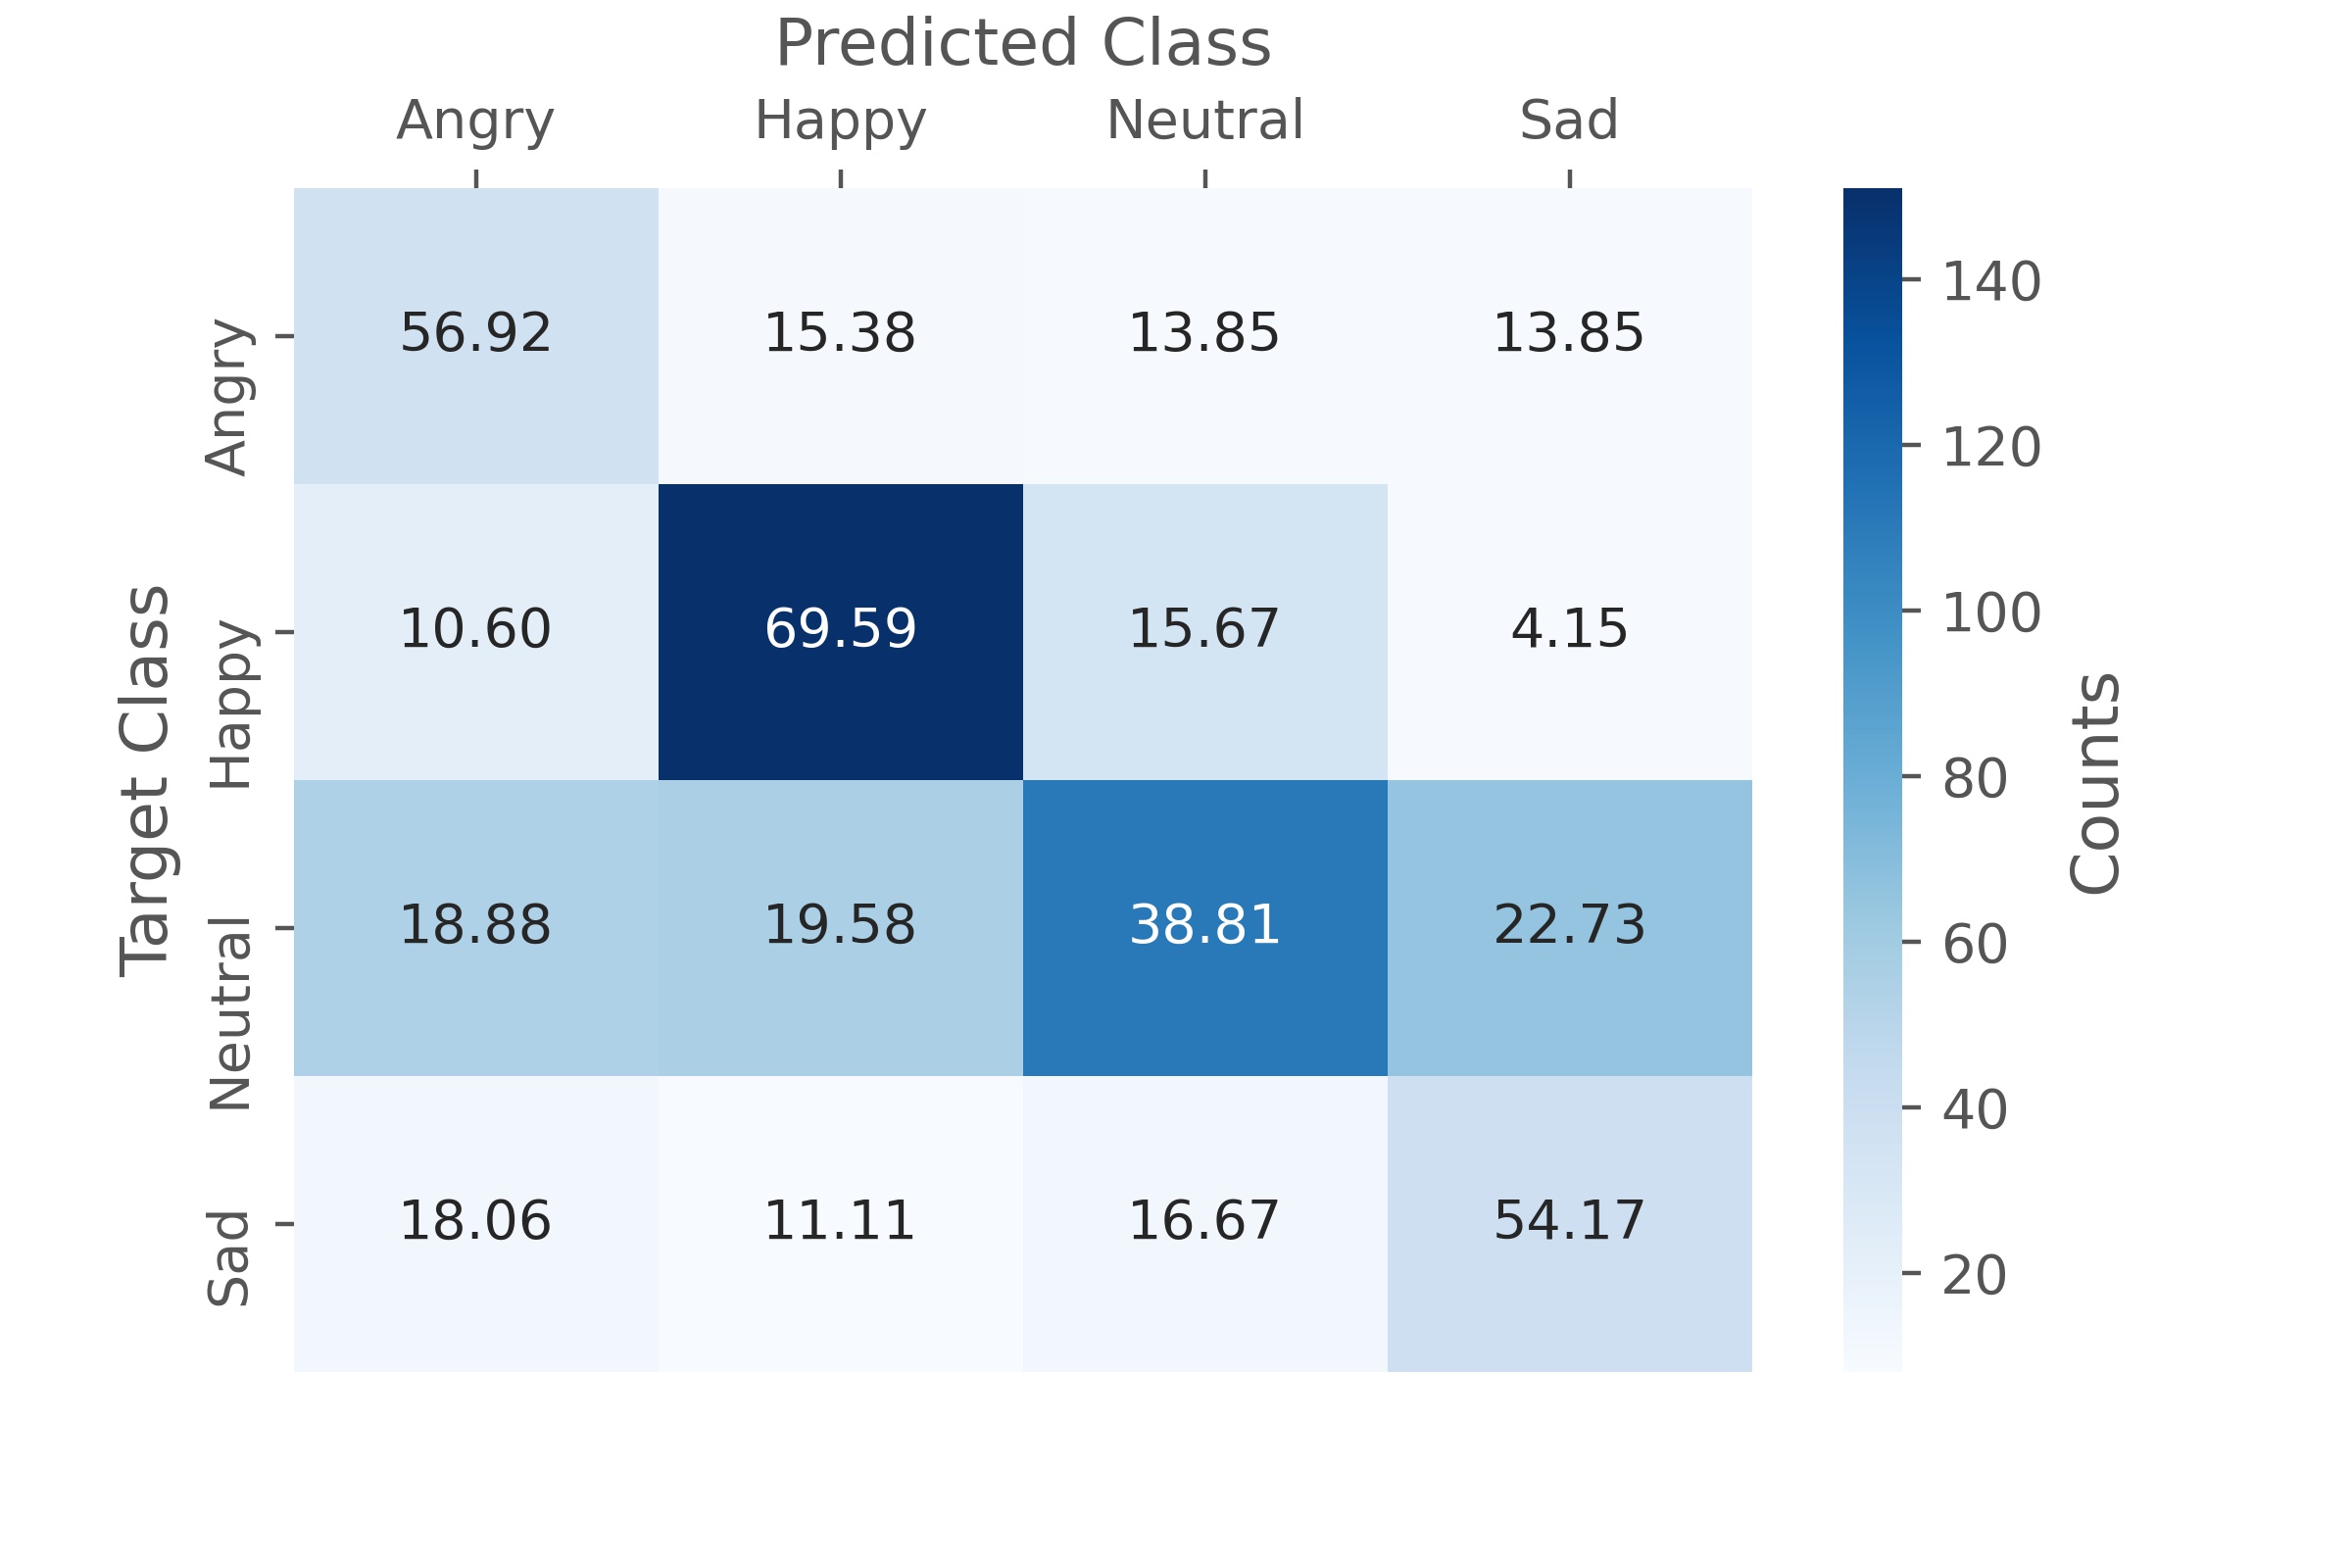 Predicted Class
Angry Happy Neutral Sad
Target Class
Angry 56.92 15.38 13.85 13.85
Happy 10.60 69.59 15.67 4.15
Neutral 18.88 19.58 38.81 22.73
Sad 18.06 11.11 16.67 54.17
140
120
100
80
60
40
20
Counts